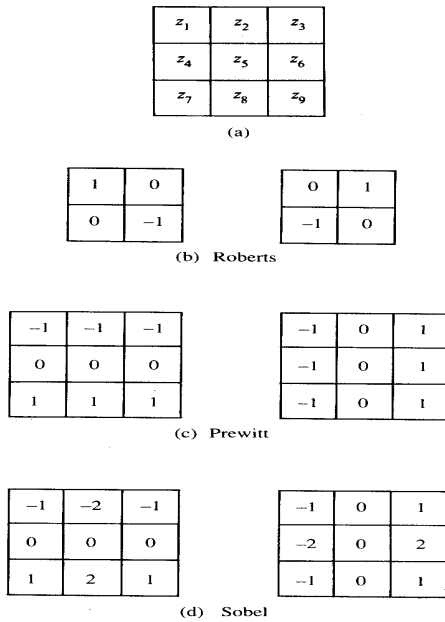 z1 z2 z3
z4 z5 z6
z7 z8 z9
(a)
1 0 0 1
0 −1 −1 0
(b) Roberts
−1 −1 −1 −1 0 1
0 0 0 −1 0 1
1 1 1 −1 0 1
(c) Prewitt
−1 −2 −1 −1 0 1
0 0 0 −2 0 2
1 2 1 −1 0 1
(d) Sobel